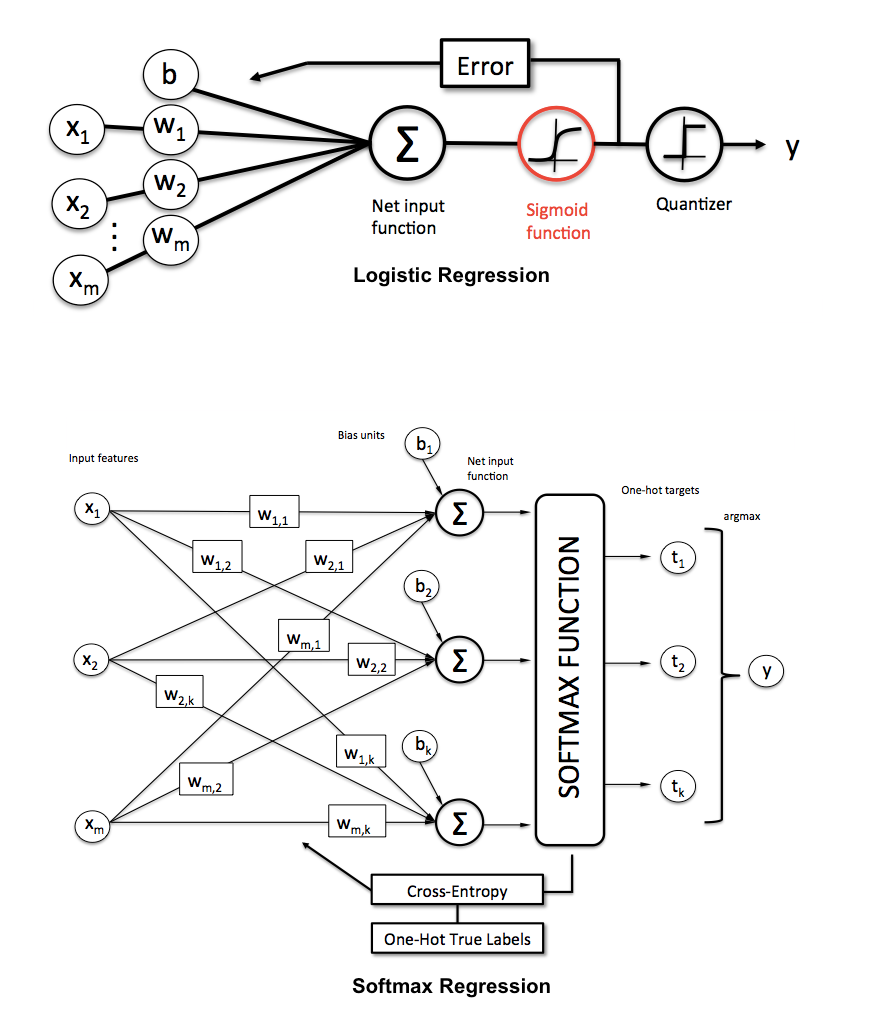 b
Error
x1
w1
Σ
y
x2
w2
⋮
wm
xm
Net input
function
Sigmoid
function
Quantizer
Logistic Regression
Input features
Bias units
b1
Net input
function
One-hot targets
argmax
x1
w1,1
Σ
w1,2
w2,1
t1
b2
wm,1
x2
w2,2
Σ
t2
y
w2,k
SOFTMAX FUNCTION
w1,k
bk
wm,2
tk
xm
wm,k
Σ
Cross-Entropy
One-Hot True Labels
Softmax Regression